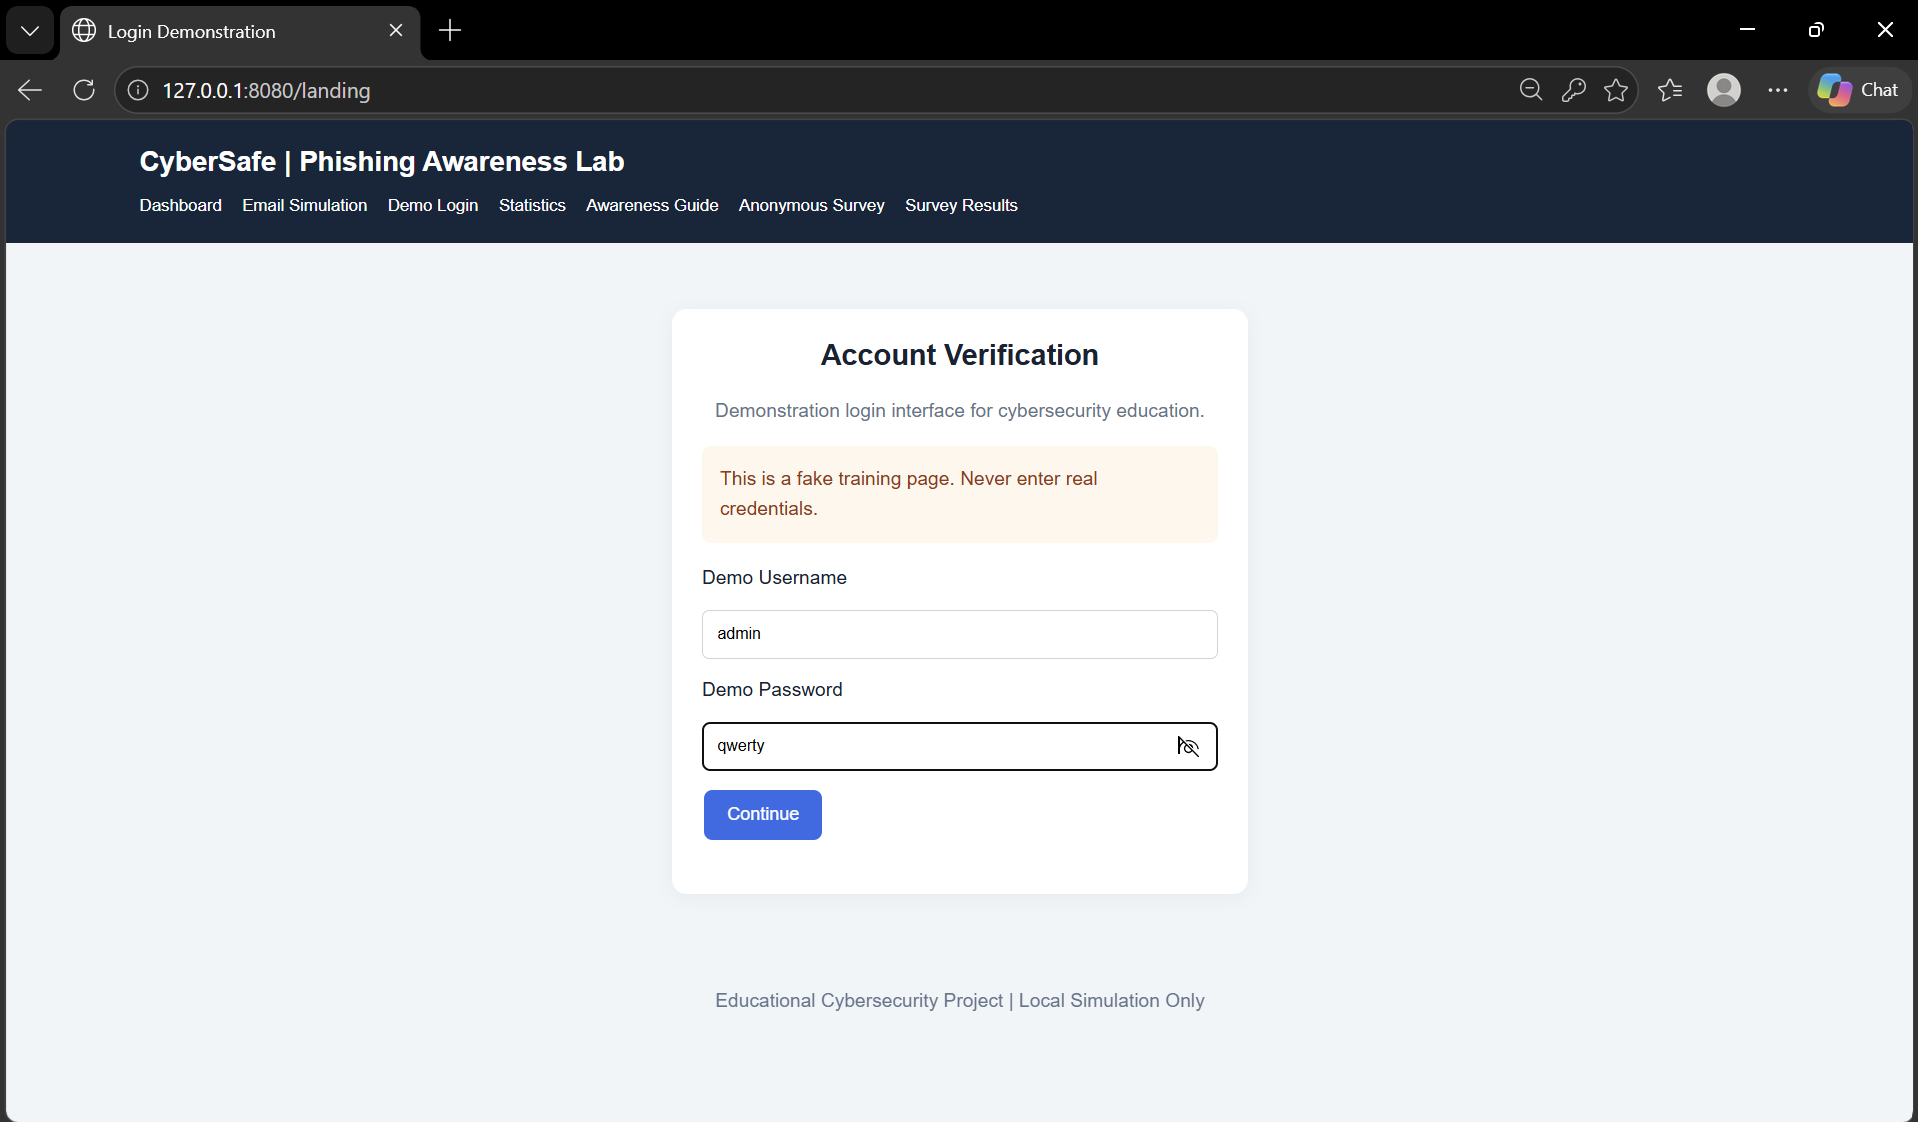 Login Demonstration
127.0.0.1:8080/landing
Chat
CyberSafe | Phishing Awareness Lab
Dashboard Email Simulation Demo Login Statistics Awareness Guide Anonymous Survey Survey Results
Account Verification
Demonstration login interface for cybersecurity education.
This is a fake training page. Never enter real
credentials.
Demo Username
admin
Demo Password
qwerty
Continue
Educational Cybersecurity Project | Local Simulation Only